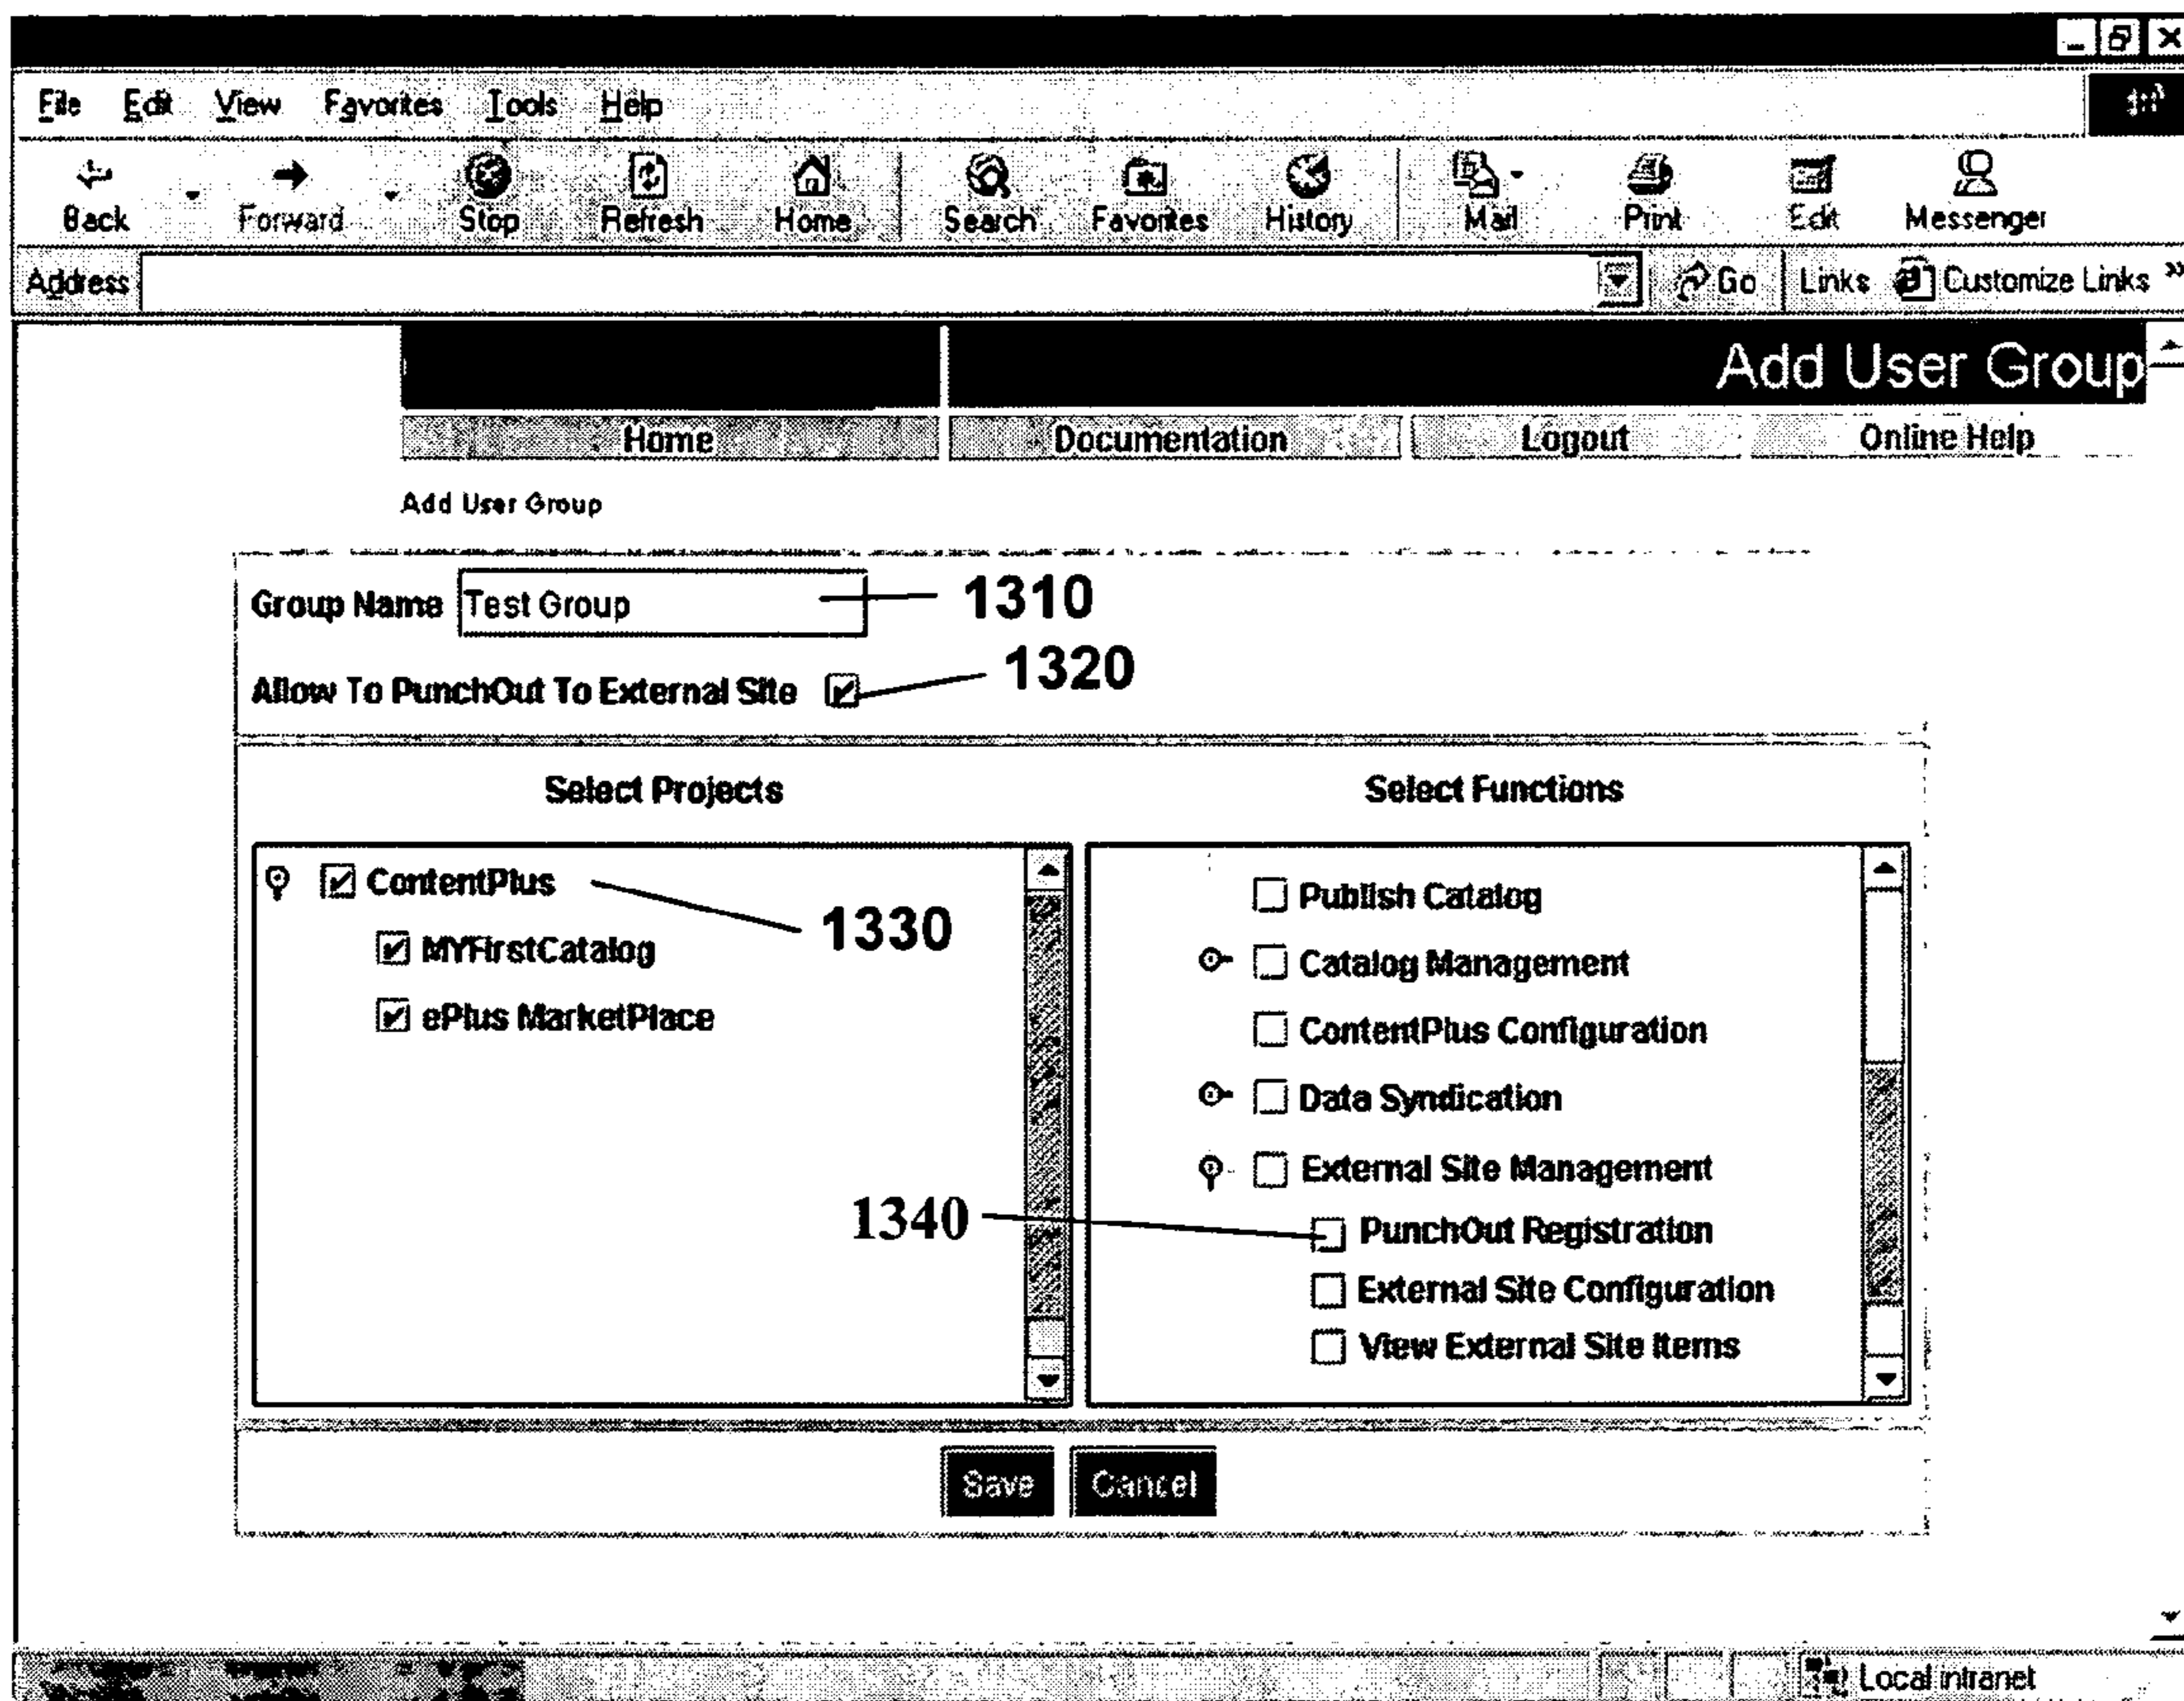 File Edit View Favorites Tools Help
Back Forward Stop Refresh Home Search Favorites History Mail Print Edit Messenger
Address Go Links Customize Links »
Add User Group
Home Documentation Logout Online Help
Add User Group
Group Name Test Group 1310
Allow To PunchOut To External Site 1320
Select Projects Select Functions
ContentPlus 1330
MYFirstCatalog
ePlus MarketPlace
Publish Catalog
Catalog Management
ContentPlus Configuration
Data Syndication
External Site Management
1340 PunchOut Registration
External Site Configuration
View External Site Items
Save Cancel
Local intranet